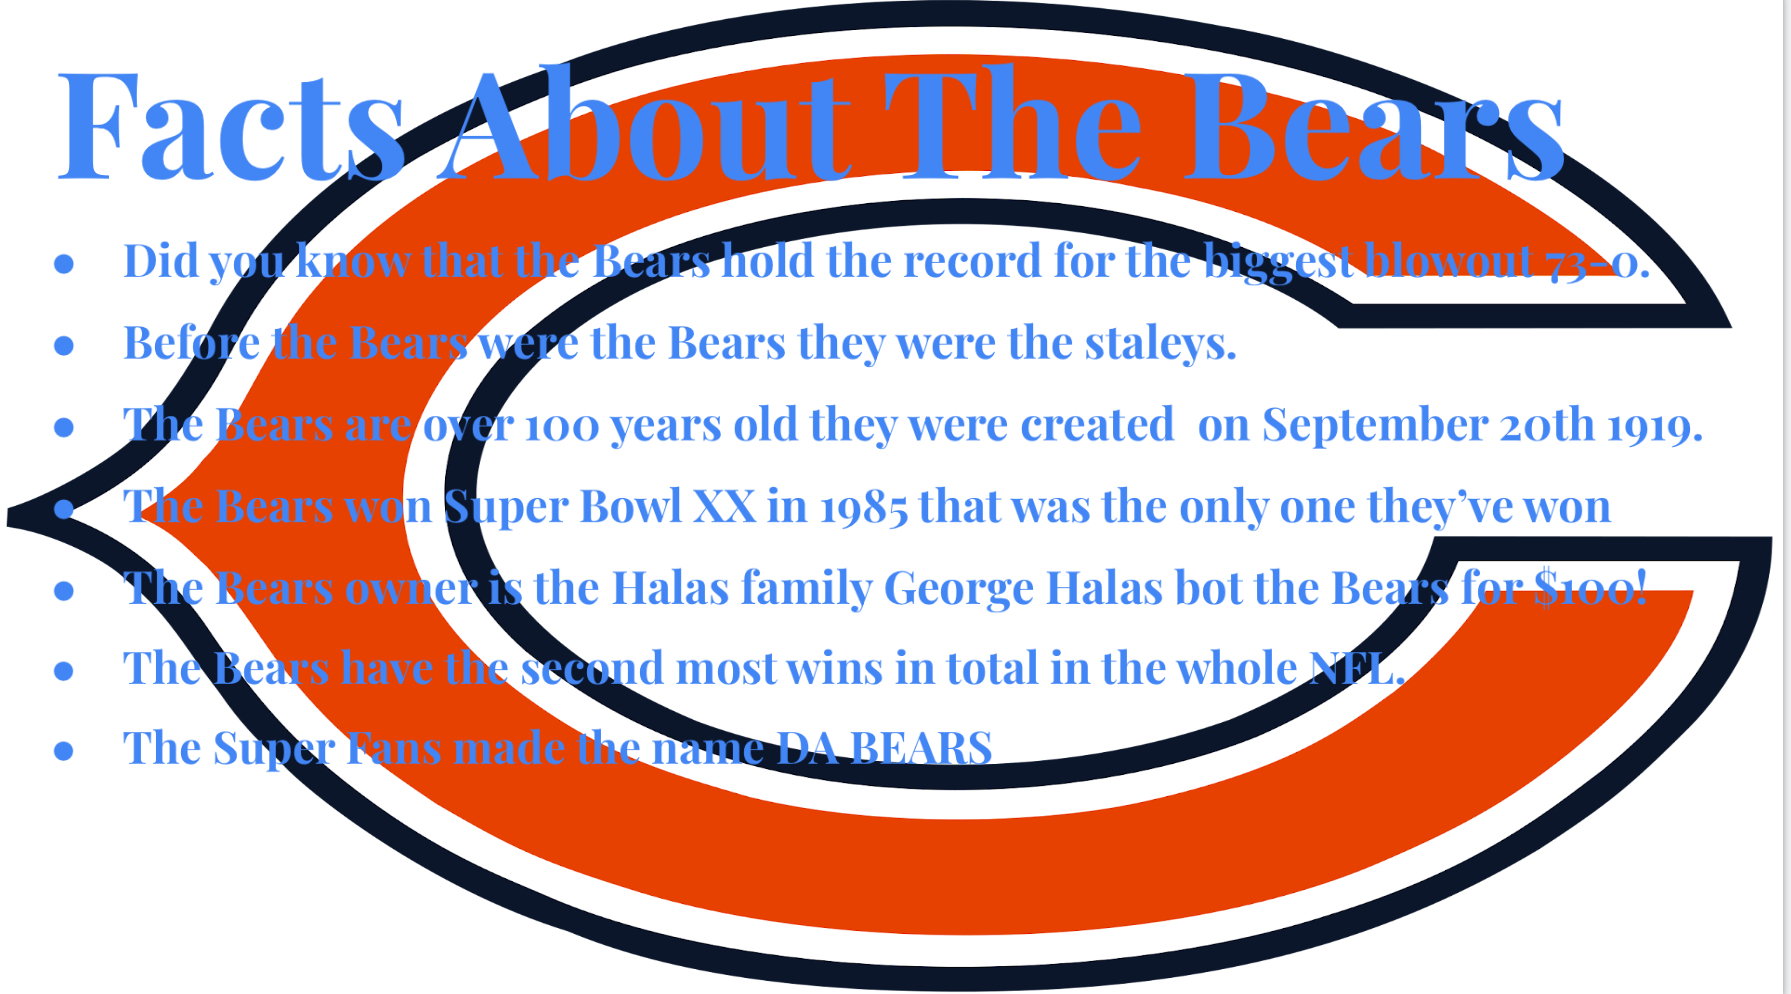 Facts About The Bears
● Did you know that the Bears hold the record for the biggest blowout 73-0.
● Before the Bears were the Bears they were the staleys.
● The Bears are over 100 years old they were created  on September 20th 1919.
● The Bears won Super Bowl XX in 1985 that was the only one they’ve won
● The Bears owner is the Halas family George Halas bot the Bears for $100!
● The Bears have the second most wins in total in the whole NFL.
● The Super Fans made the name DA BEARS